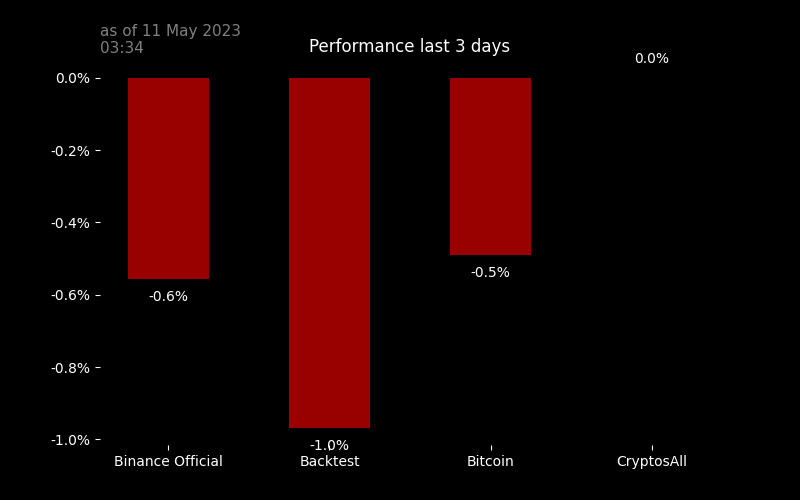 as of 11 May 2023
03:34
Performance last 3 days
0.0%
0.0%
-0.2%
-0.4%
-0.6%
-0.8%
-1.0%
-0.6%
-1.0%
-0.5%
Binance Official
Backtest
Bitcoin
CryptosAll